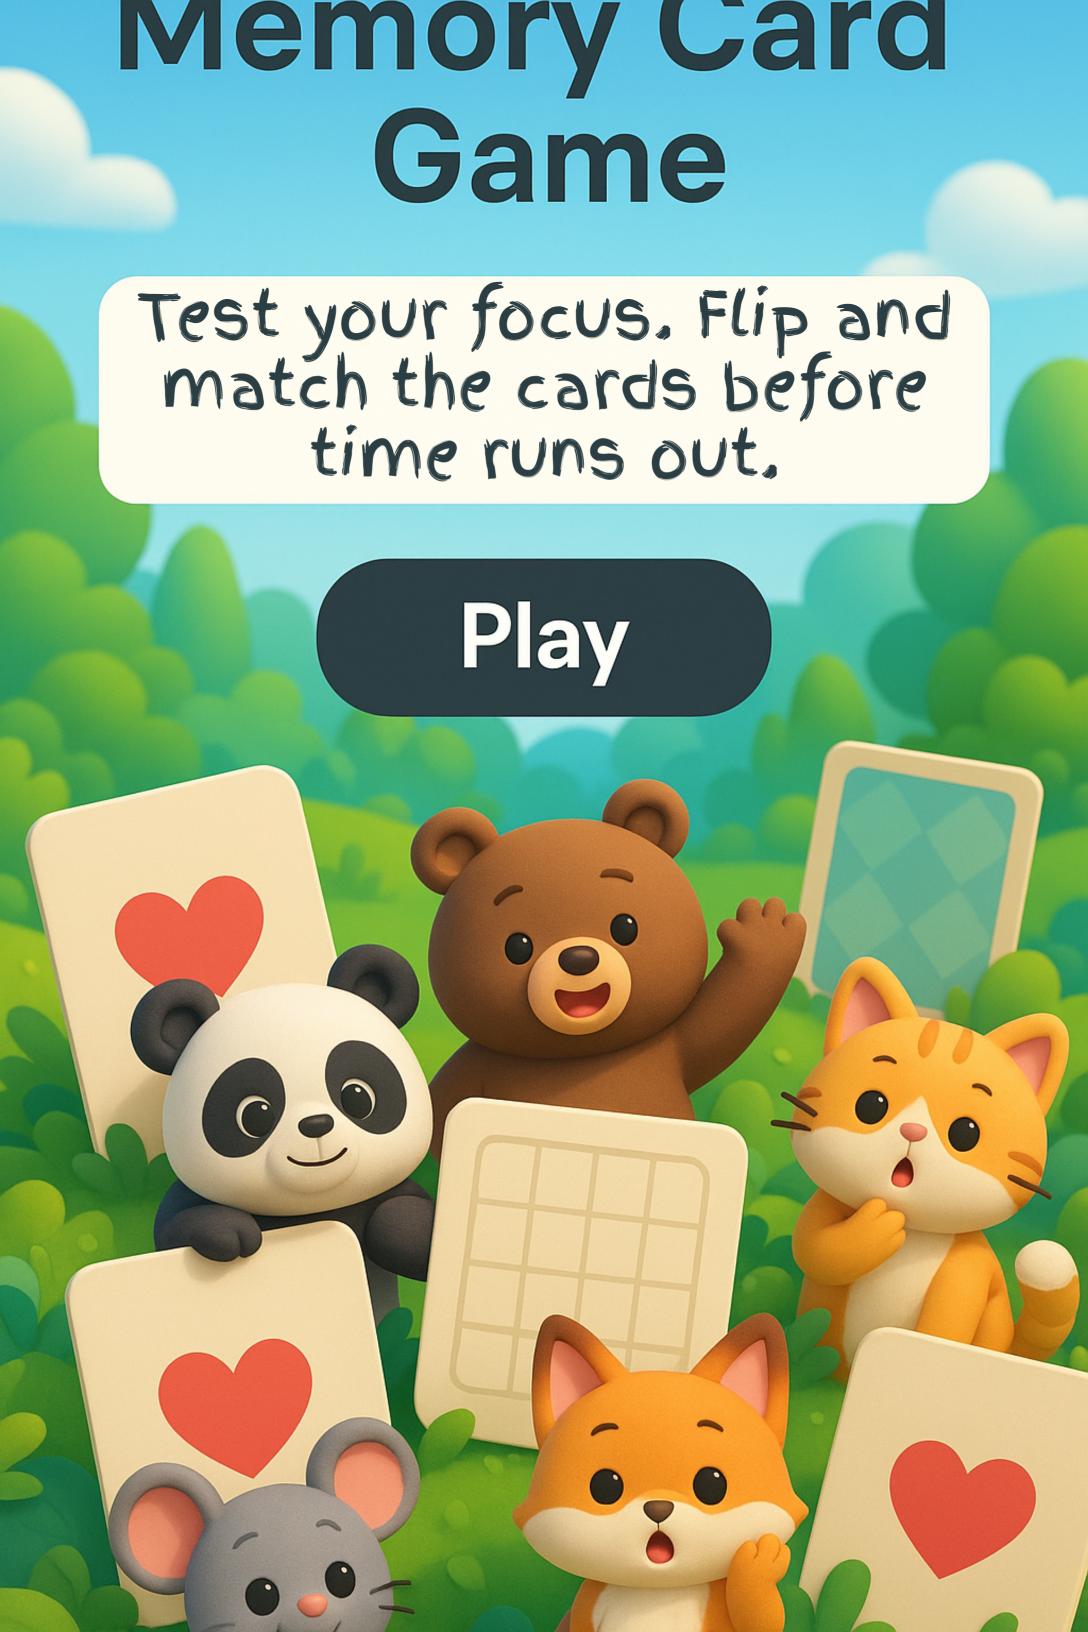 Memory Card
Game
Test your focus. Flip and
match the cards before
time runs out.
Play